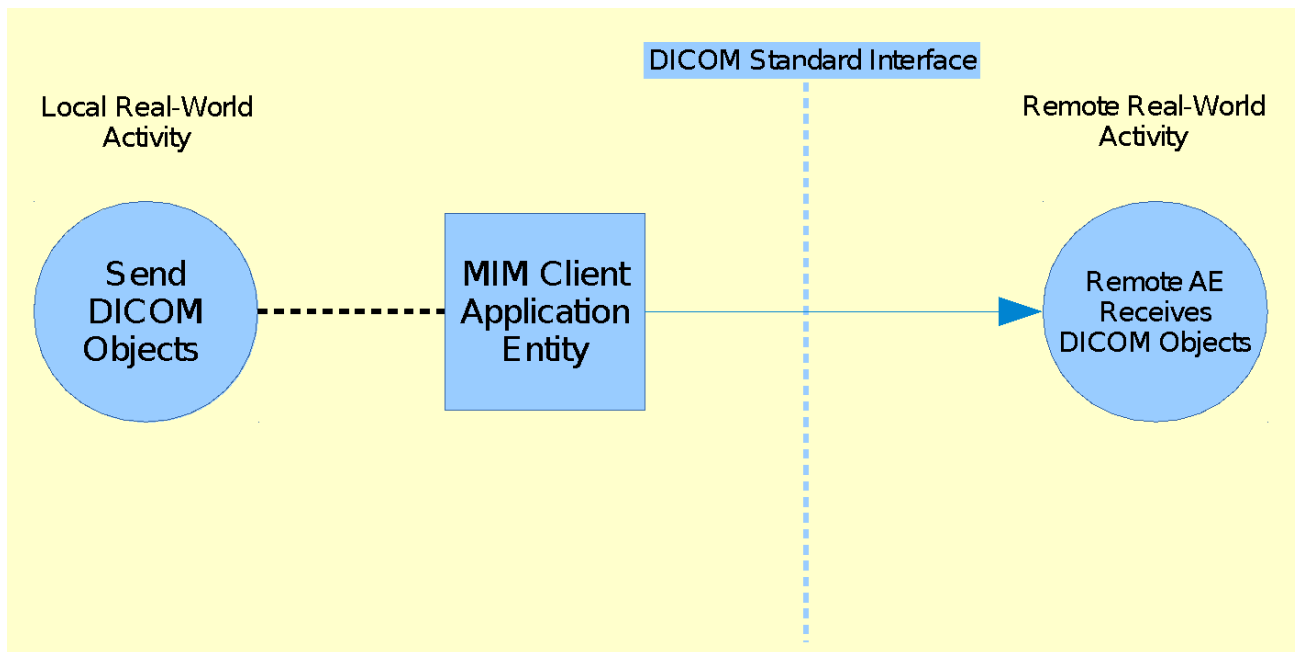 DICOM Standard Interface
Local Real-World
Activity
Remote Real-World
Activity
Send
DICOM
Objects
MIM Client
Application
Entity
Remote AE
Receives
DICOM Objects